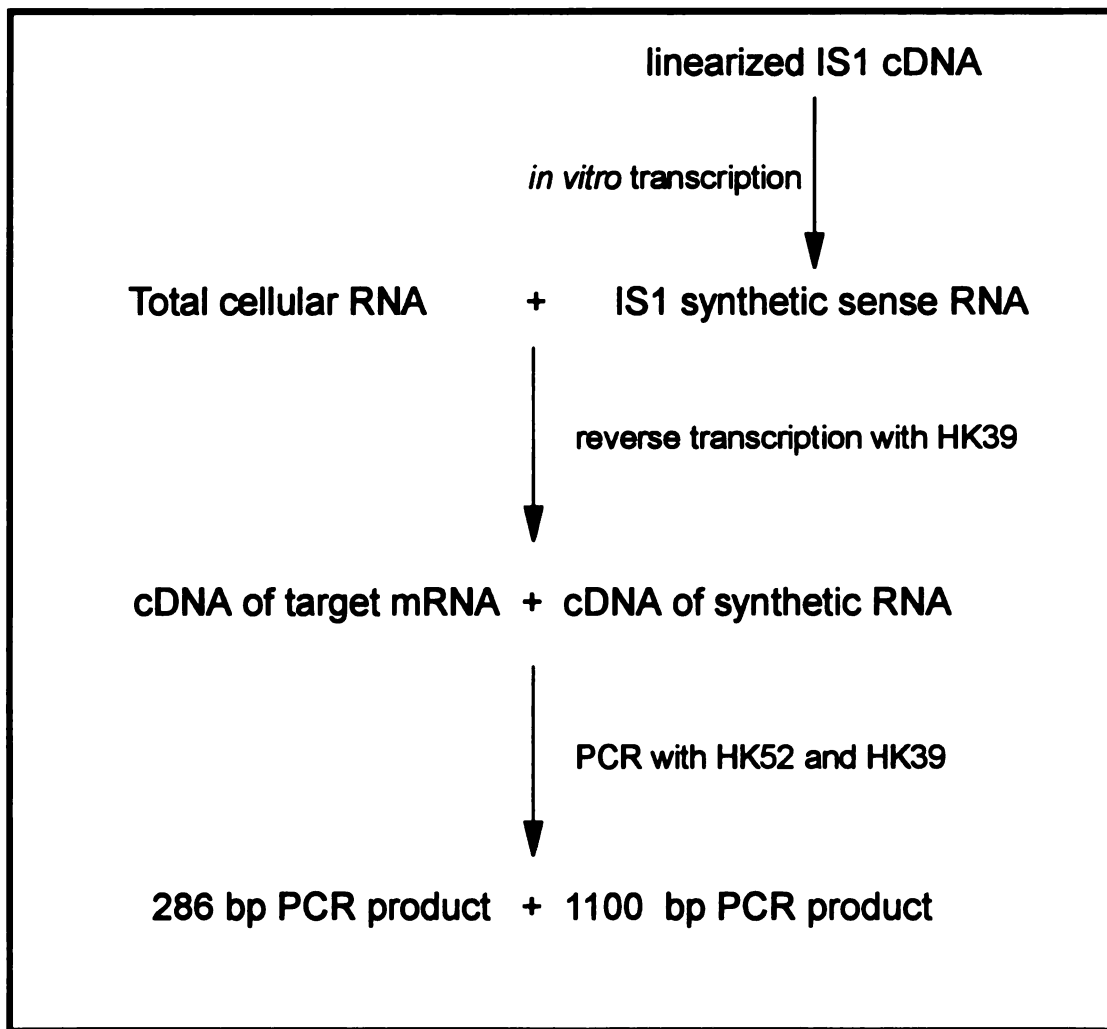 linearized IS1 cDNA
in vitro transcription
Total cellular RNA + IS1 synthetic sense RNA
reverse transcription with HK39
cDNA of target mRNA + cDNA of synthetic RNA
PCR with HK52 and HK39
286 bp PCR product + 1100 bp PCR product